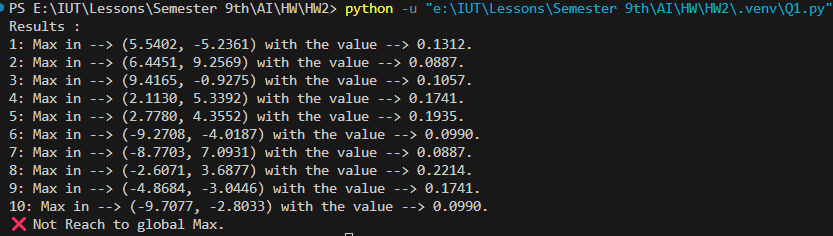 PS E:\IUT\Lessons\Semester 9th\AI\HW\HW2> python -u "e:\IUT\Lessons\Semester 9th\AI\HW\HW2\.venv\Q1.py"
Results :
1: Max in --> (5.5402, -5.2361) with the value --> 0.1312.
2: Max in --> (6.4451, 9.2569) with the value --> 0.0887.
3: Max in --> (9.4165, -0.9275) with the value --> 0.1057.
4: Max in --> (2.1130, 5.3392) with the value --> 0.1741.
5: Max in --> (2.7780, 4.3552) with the value --> 0.1935.
6: Max in --> (-9.2708, -4.0187) with the value --> 0.0990.
7: Max in --> (-8.7703, 7.0931) with the value --> 0.0887.
8: Max in --> (-2.6071, 3.6877) with the value --> 0.2214.
9: Max in --> (-4.8684, -3.0446) with the value --> 0.1741.
10: Max in --> (-9.7077, -2.8033) with the value --> 0.0990.
❌ Not Reach to global Max.